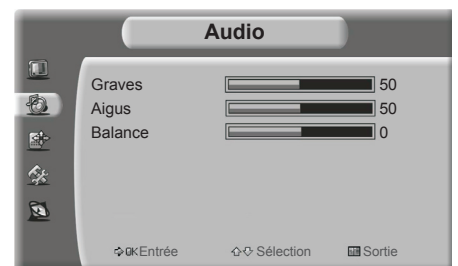 Audio
Graves 50
Aigus 50
Balance 0
OK Entrée Sélection Sortie